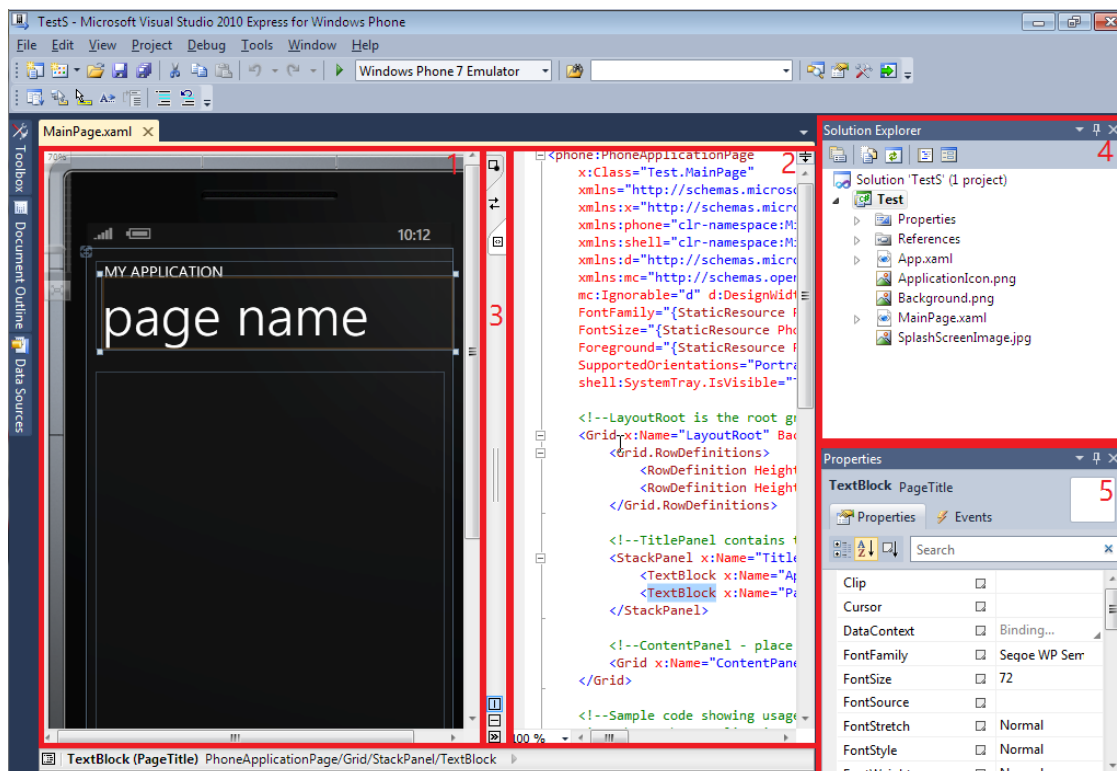 TestS - Microsoft Visual Studio 2010 Express for Windows Phone
File Edit View Project Debug Tools Window Help
Windows Phone 7 Emulator
MainPage.xaml
Toolbox
Document Outline
Data Sources
70%
1
10:12
MY APPLICATION
page name
3
2
<phone:PhoneApplicationPage
x:Class="Test.MainPage"
xmlns="http://schemas.microso
xmlns:x="http://schemas.micro
xmlns:phone="clr-namespace:Mi
xmlns:shell="clr-namespace:Mi
xmlns:d="http://schemas.micro
xmlns:mc="http://schemas.open
mc:Ignorable="d" d:DesignWidt
FontFamily="{StaticResource P
FontSize="{StaticResource Pho
Foreground="{StaticResource P
SupportedOrientations="Portra
shell:SystemTray.IsVisible="T
<!--LayoutRoot is the root gr
<Grid x:Name="LayoutRoot" Bac
<Grid.RowDefinitions>
<RowDefinition Height
<RowDefinition Height
</Grid.RowDefinitions>
<!--TitlePanel contains t
<StackPanel x:Name="Title
<TextBlock x:Name="Ap
<TextBlock x:Name="Pa
</StackPanel>
<!--ContentPanel - place
<Grid x:Name="ContentPane
</Grid>
<!--Sample code showing usage
100 %
TextBlock (PageTitle) PhoneApplicationPage/Grid/StackPanel/TextBlock
Solution Explorer
4
Solution 'TestS' (1 project)
Test
Properties
References
App.xaml
ApplicationIcon.png
Background.png
MainPage.xaml
SplashScreenImage.jpg
Properties
TextBlock PageTitle
5
Properties Events
Search
Clip
Cursor
DataContext Binding...
FontFamily Segoe WP Sem
FontSize 72
FontSource
FontStretch Normal
FontStyle Normal